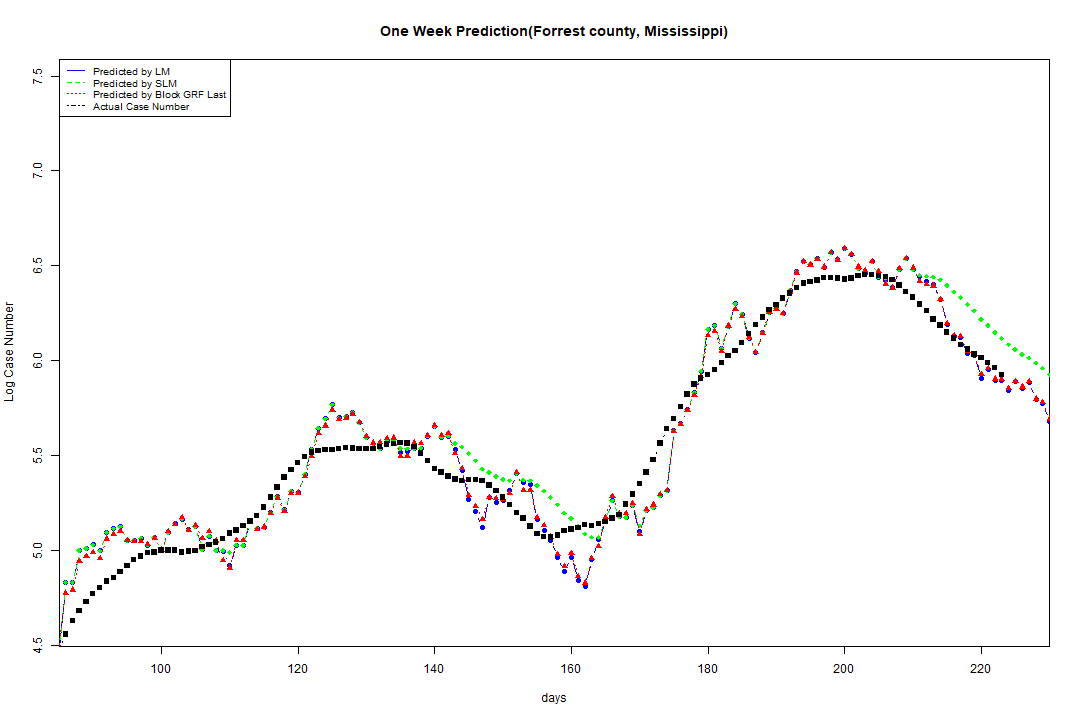 One Week Prediction(Forrest county, Mississippi)
Predicted by LM
Predicted by SLM
Predicted by Block GRF Last
Actual Case Number
7.5
7.0
6.5
6.0
5.5
5.0
4.5
Log Case Number
100 120 140 160 180 200 220
days